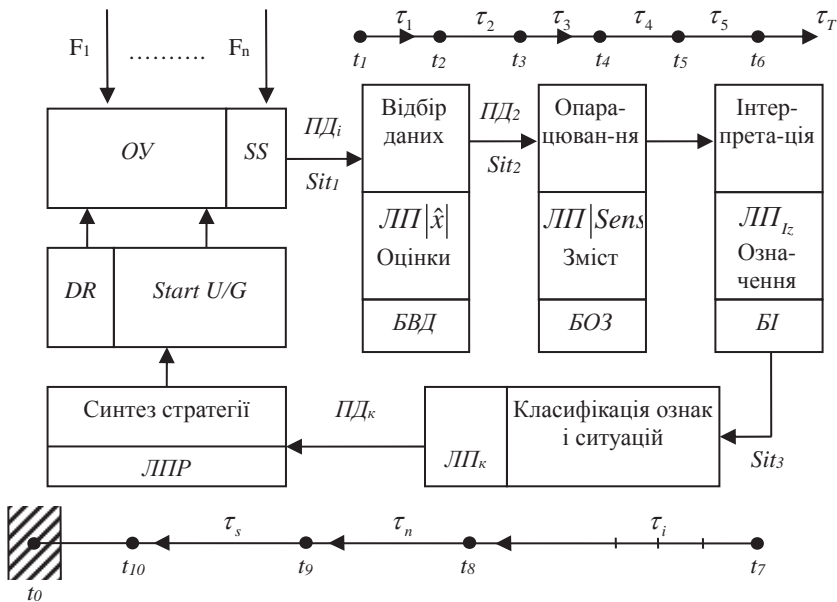 τ1 τ2 τ3 τ4 τ5 τT
F1 .......... Fn
t1 t2 t3 t4 t5 t6
ОУ SS
ПДі
Sit1
Відбір
даних
ПД2
Sit2
Опара-
цюван-ня
Інтер-
прета-ція
ЛП|x̂|
Оцінки
ЛП|Sens
Зміст
ЛПIz
Озна-
чення
DR Start U/G
БВД БОЗ БІ
Синтез стратегії
ЛПР
ПДк
ЛПк
Класифікація ознак
і ситуацій
Sit3
τs τn τi
t0 t10 t9 t8 t7